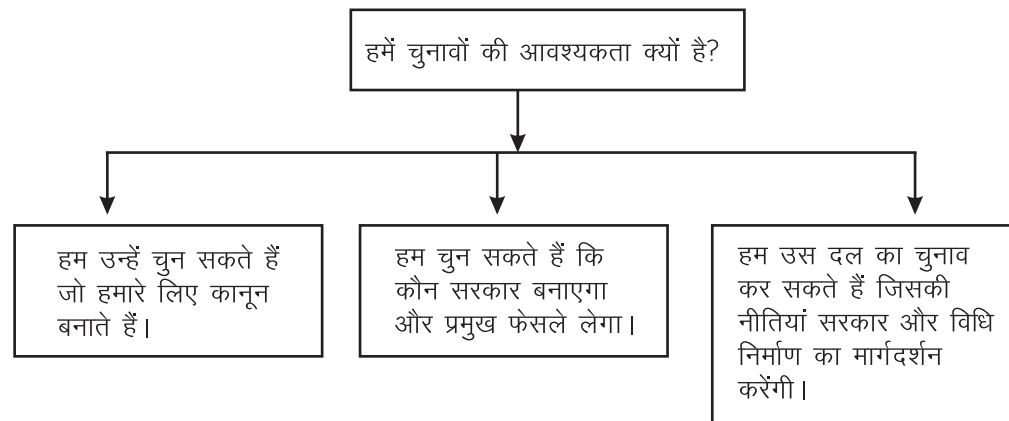 हमें चुनावों की आवश्यकता क्यों है?
हम उन्हें चुन सकते हैं
जो हमारे लिए कानून
बनाते हैं।
हम चुन सकते हैं कि
कौन सरकार बनाएगा
और प्रमुख फेसले लेगा।
हम उस दल का चुनाव
कर सकते हैं जिसकी
नीतियां सरकार और विधि
निर्माण का मार्गदर्शन
करेंगी।